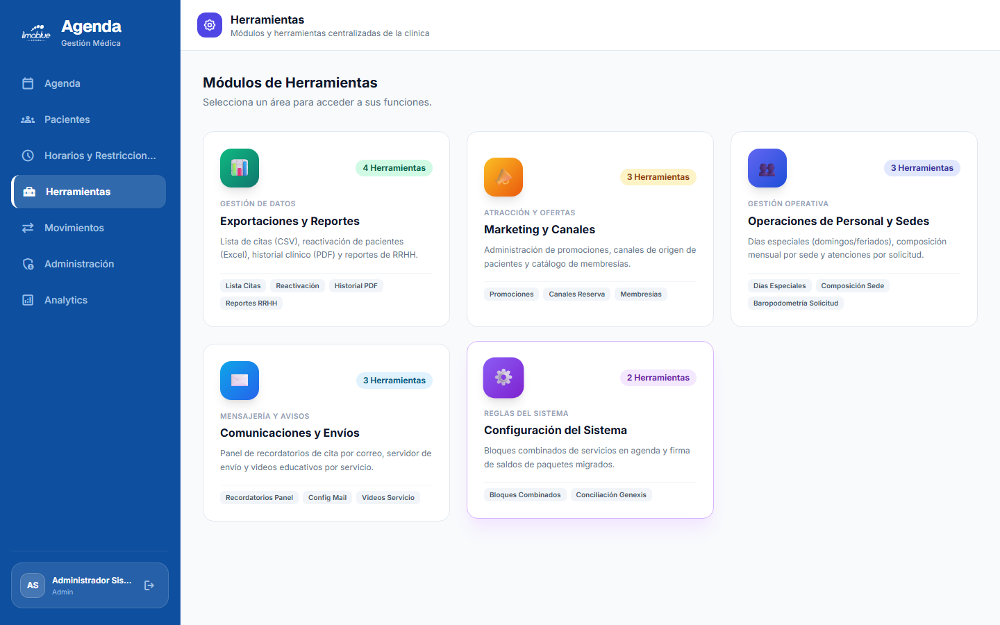 limablue
Agenda
Gestión Médica
Agenda
Pacientes
Horarios y Restriccion...
Herramientas
Movimientos
Administración
Analytics
AS
Administrador Sis...
Admin
Herramientas
Módulos y herramientas centralizadas de la clínica
Módulos de Herramientas
Selecciona un área para acceder a sus funciones.
4 Herramientas
GESTIÓN DE DATOS
Exportaciones y Reportes
Lista de citas (CSV), reactivación de pacientes
(Excel), historial clínico (PDF) y reportes de RRHH.
Lista Citas Reactivación Historial PDF
Reportes RRHH
3 Herramientas
ATRACCIÓN Y OFERTAS
Marketing y Canales
Administración de promociones, canales de origen de
pacientes y catálogo de membresías.
Promociones Canales Reserva Membresías
3 Herramientas
GESTIÓN OPERATIVA
Operaciones de Personal y Sedes
Días especiales (domingos/feriados), composición
mensual por sede y atenciones por solicitud.
Días Especiales Composición Sede
Baropodometría Solicitud
3 Herramientas
MENSAJERÍA Y AVISOS
Comunicaciones y Envíos
Panel de recordatorios de cita por correo, servidor de
envío y videos educativos por servicio.
Recordatorios Panel Config Mail Videos Servicio
2 Herramientas
REGLAS DEL SISTEMA
Configuración del Sistema
Bloques combinados de servicios en agenda y firma
de saldos de paquetes migrados.
Bloques Combinados Conciliación Genexis